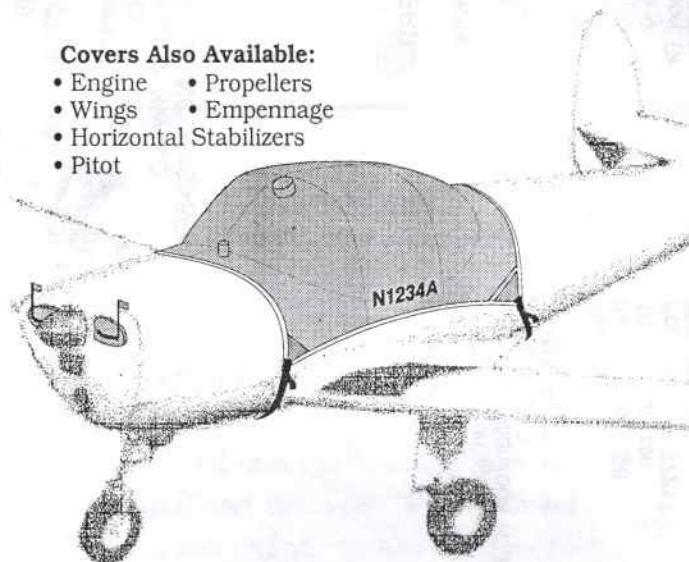 Covers Also Available:
• Engine • Propellers
• Wings • Empennage
• Horizontal Stabilizers
• Pitot
N1234A